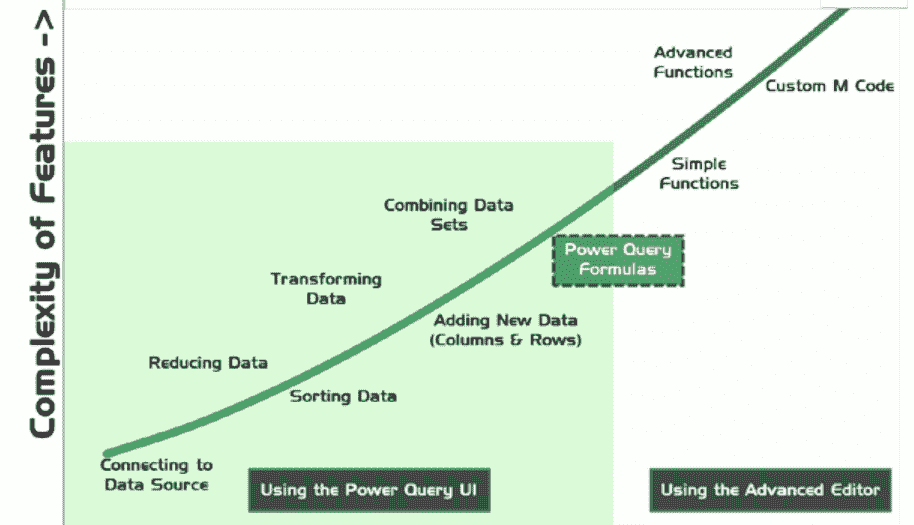 Complexity of Features ->
Advanced
Functions
Custom M Code
Simple
Functions
Combining Data
Sets
Power Query
Formulas
Transforming
Data
Adding New Data
(Columns & Rows)
Reducing Data
Sorting Data
Connecting to
Data Source
Using the Power Query UI
Using the Advanced Editor